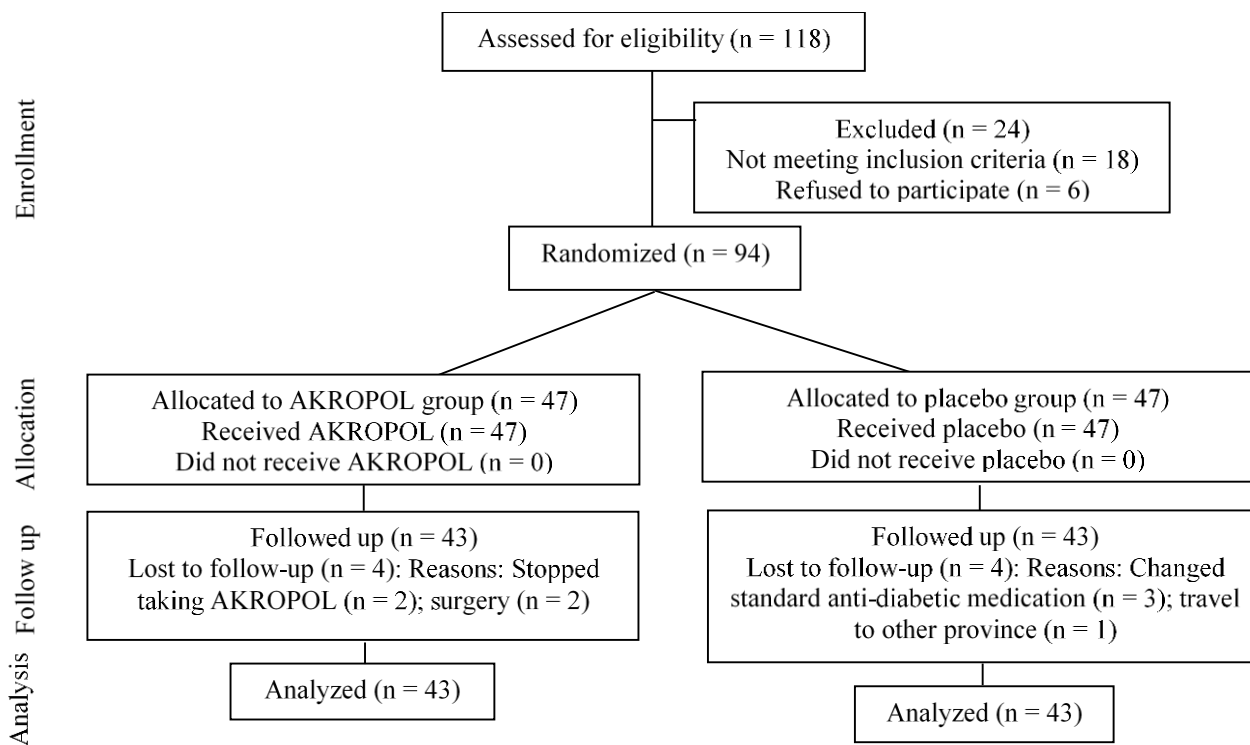 Assessed for eligibility (n = 118)
Enrollment
Excluded (n = 24)
Not meeting inclusion criteria (n = 18)
Refused to participate (n = 6)
Randomized (n = 94)
Allocation
Allocated to AKROPOL group (n = 47)
Received AKROPOL (n = 47)
Did not receive AKROPOL (n = 0)
Allocated to placebo group (n = 47)
Received placebo (n = 47)
Did not receive placebo (n = 0)
Follow up
Followed up (n = 43)
Lost to follow-up (n = 4): Reasons: Stopped
taking AKROPOL (n = 2); surgery (n = 2)
Followed up (n = 43)
Lost to follow-up (n = 4): Reasons: Changed
standard anti-diabetic medication (n = 3); travel
to other province (n = 1)
Analysis
Analyzed (n = 43)
Analyzed (n = 43)